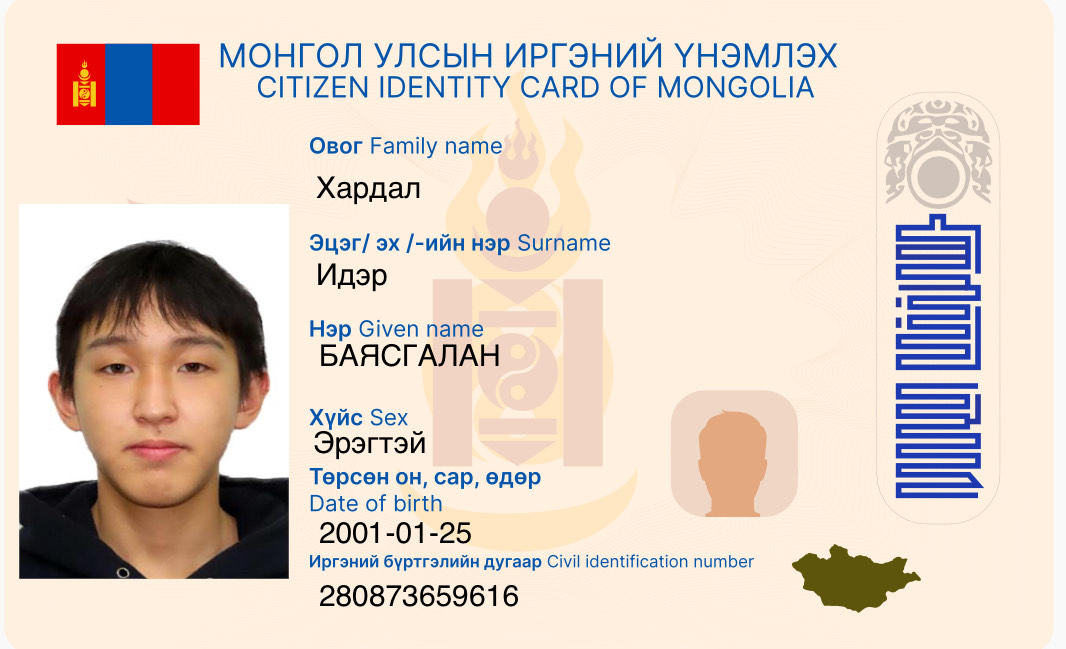 МОНГОЛ УЛСЫН ИРГЭНИЙ ҮНЭМЛЭХ
CITIZEN IDENTITY CARD OF MONGOLIA
Овог Family name
Хардал
Эцэг/ эх /-ийн нэр Surname
Идэр
Нэр Given name
БАЯСГАЛАН
Хүйс Sex
Эрэгтэй
Төрсөн он, сар, өдөр
Date of birth
2001-01-25
Иргэний бүртгэлийн дугаар Civil identification number
280873659616